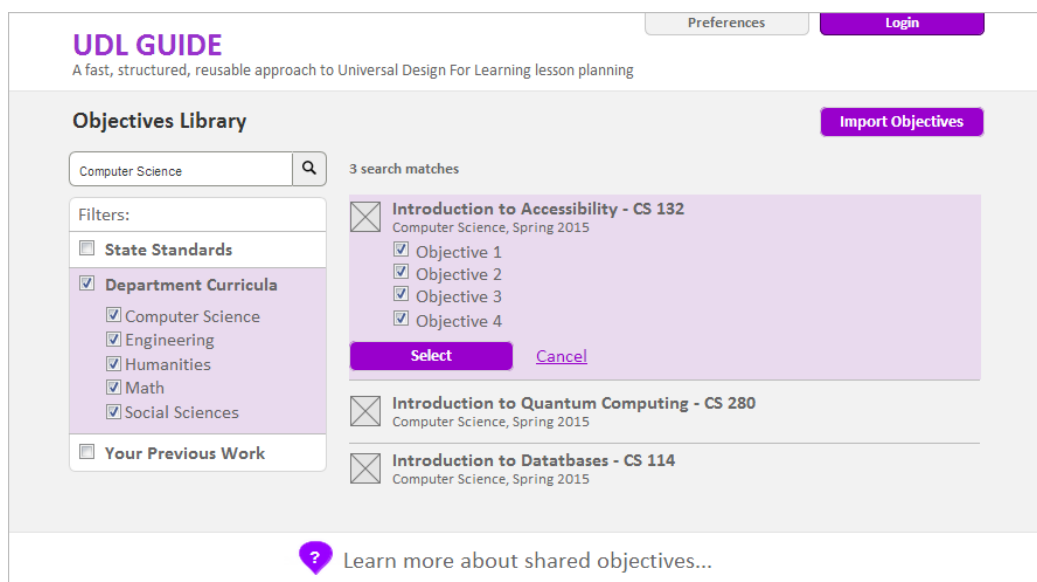 Preferences
Login
UDL GUIDE
A fast, structured, reusable approach to Universal Design For Learning lesson planning
Objectives Library
Import Objectives
Computer Science
3 search matches
Filters:
State Standards
Department Curricula
Computer Science
Engineering
Humanities
Math
Social Sciences
Your Previous Work
Introduction to Accessibility - CS 132
Computer Science, Spring 2015
Objective 1
Objective 2
Objective 3
Objective 4
Select
Cancel
Introduction to Quantum Computing - CS 280
Computer Science, Spring 2015
Introduction to Datatbases - CS 114
Computer Science, Spring 2015
?
Learn more about shared objectives...